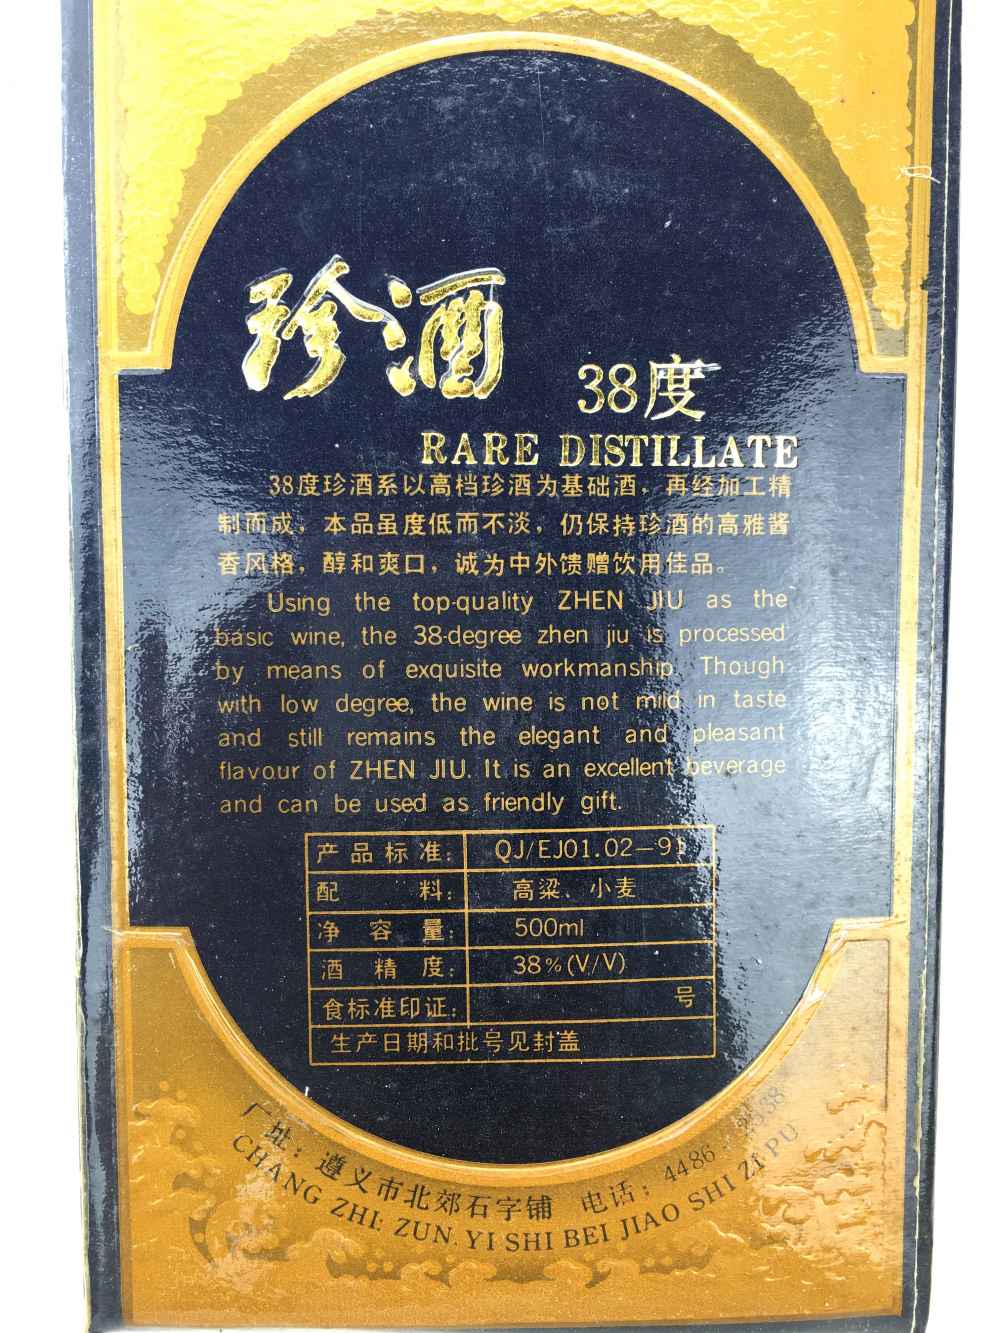 珍酒
38度
RARE DISTILLATE
38度珍酒系以高档珍酒为基础酒，再经加工精
制而成，本品虽度低而不淡，仍保持珍酒的高雅酱
香风格，醇和爽口，诚为中外馈赠饮用佳品。
Using the top-quality ZHEN JIU as the
basic wine, the 38-degree zhen jiu is processed
by means of exquisite workmanship. Though
with low degree, the wine is not mild in taste
and still remains the elegant and pleasant
flavour of ZHEN JIU. It is an excellent beverage
and can be used as friendly gift.
产品标准: QJ/EJ01.02—91
配料: 高粱、小麦
净容量: 500ml
酒精度: 38%(V/V)
食标准印证: 号
生产日期和批号见封盖
厂址：遵义市北郊石字铺 电话：4486
CHANG ZHI: ZUN. YI SHI BEI JIAO SHI ZI PU